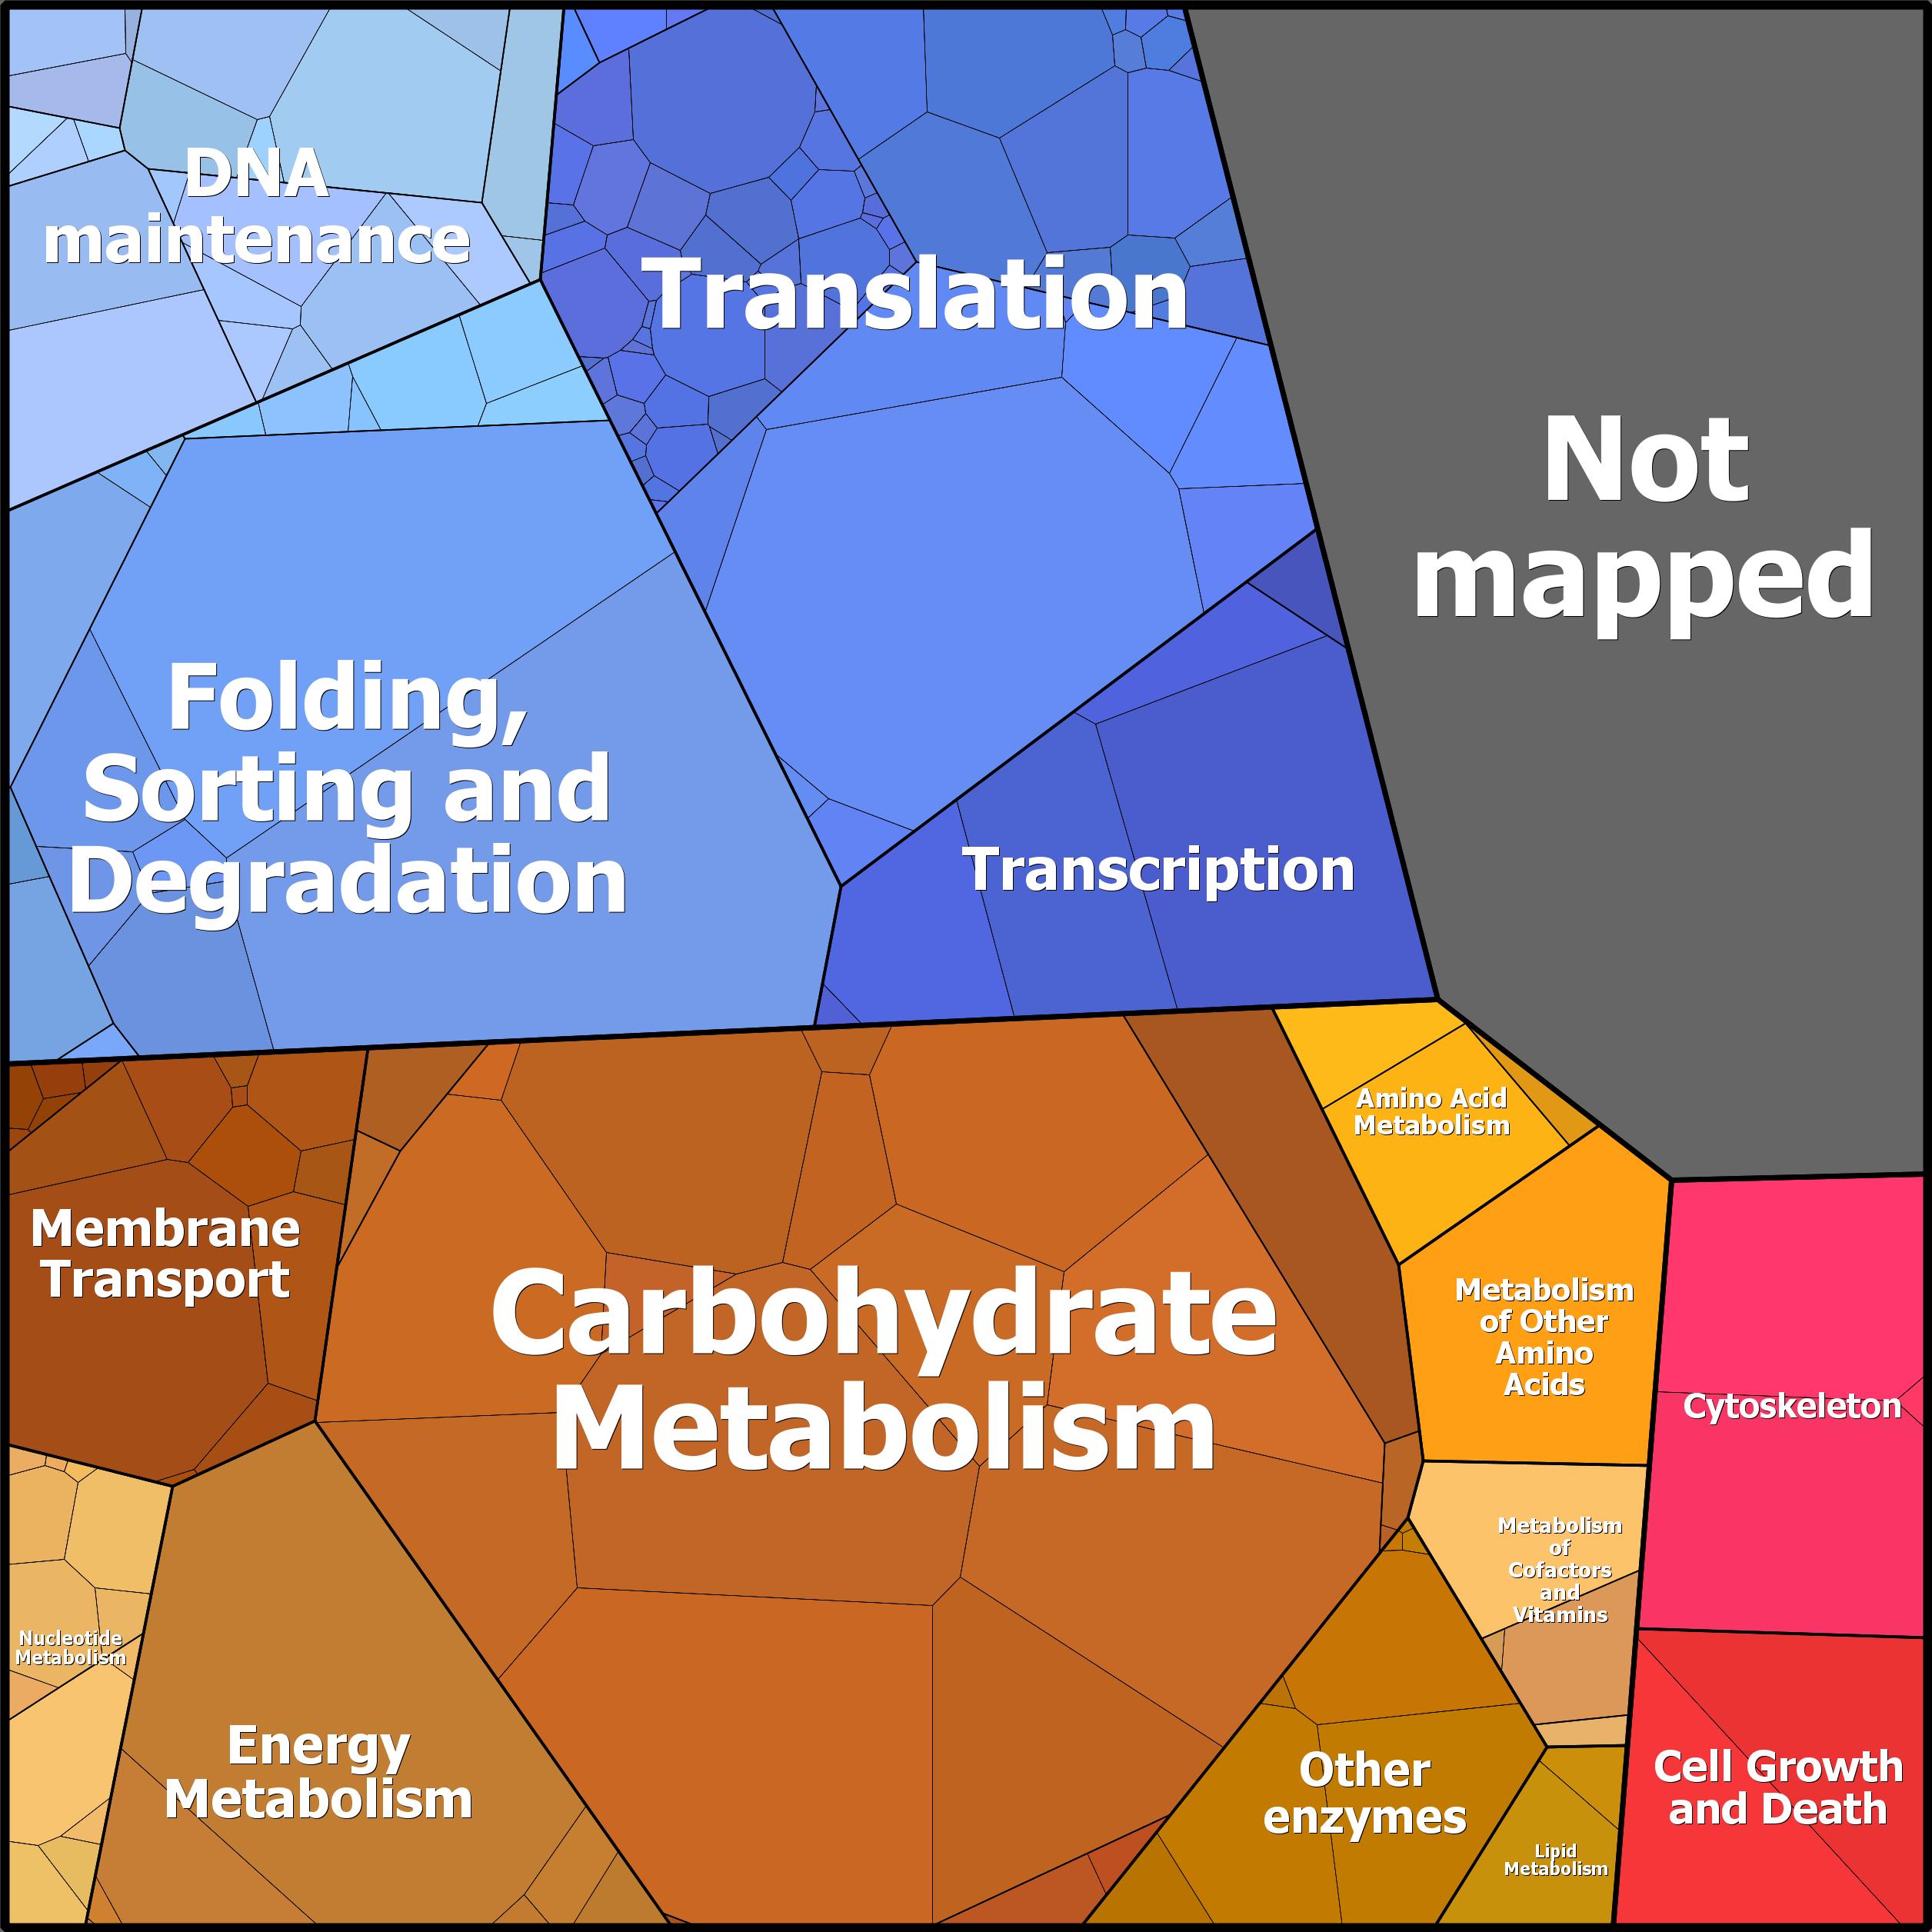 DNA
maintenance
Translation
Not
mapped
Folding,
Sorting and
Degradation
Transcription
Amino Acid
Metabolism
Membrane
Transport
Carbohydrate
Metabolism
Metabolism
of Other
Amino
Acids
Cytoskeleton
Metabolism
of
Cofactors
and
Vitamins
Nucleotide
Metabolism
Energy
Metabolism
Other
enzymes
Cell Growth
and Death
Lipid
Metabolism